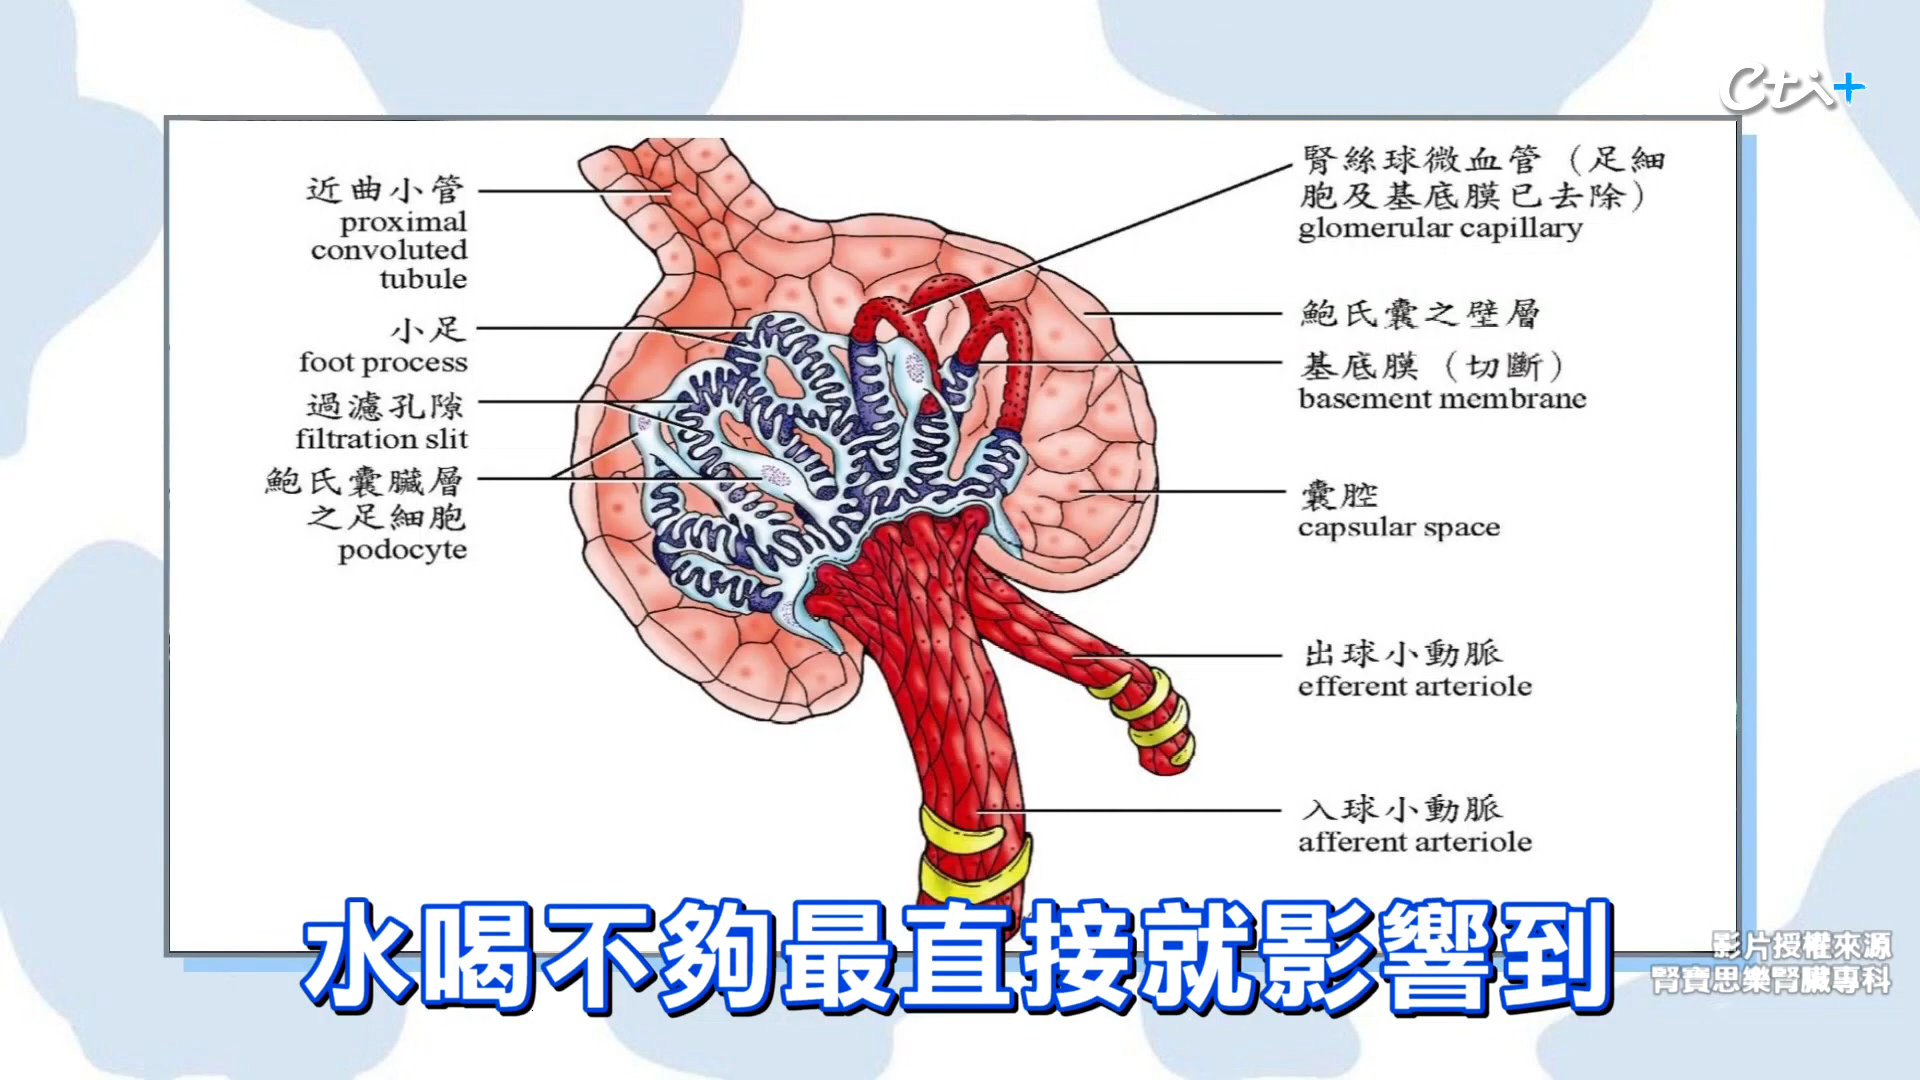 Cti+
近曲小管
proximal
convoluted
tubule
小足
foot process
過濾孔隙
filtration slit
鮑氏囊臟層
之足細胞
podocyte
腎絲球微血管（足細
胞及基底膜已去除）
glomerular capillary
鮑氏囊之壁層
基底膜（切斷）
basement membrane
囊腔
capsular space
出球小動脈
efferent arteriole
入球小動脈
afferent arteriole
水喝不夠最直接就影響到
影片授權來源
腎寶思樂腎臟專科